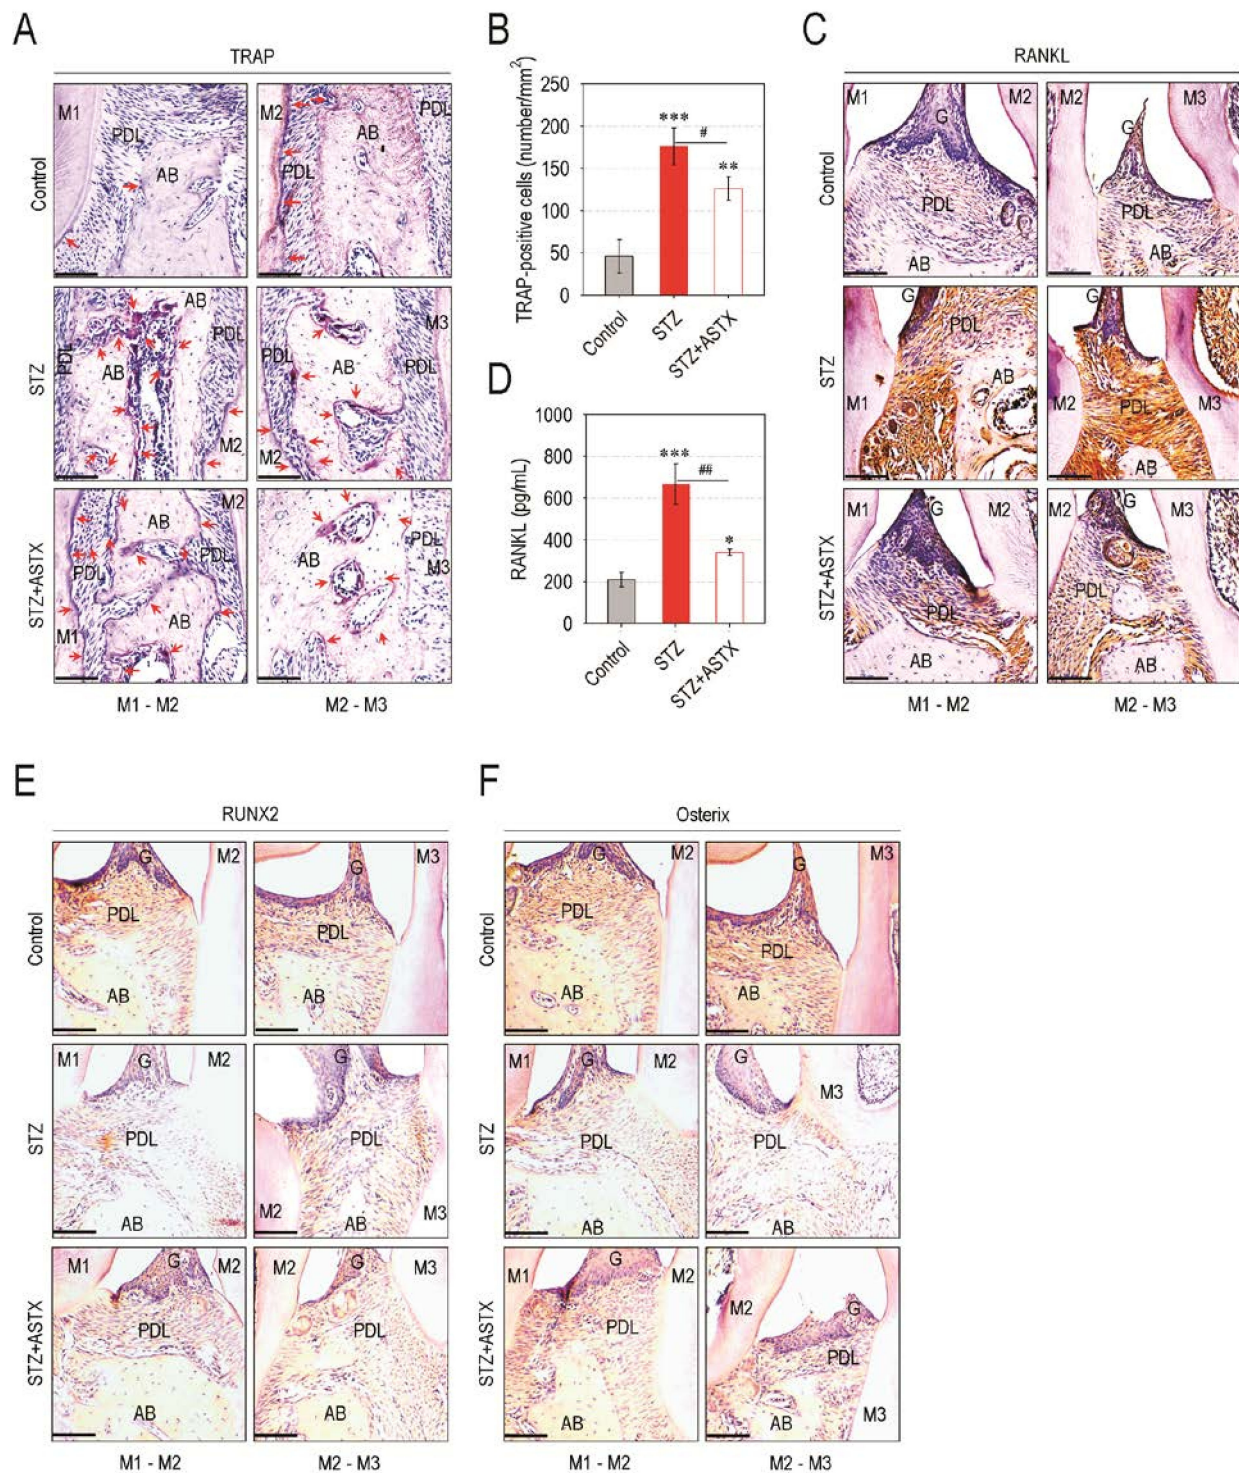 A
TRAP
Control
M1
PDL
AB
M2
AB
PDL
PDL
STZ
AB
PDL
PDL
AB
M2
M3
PDL
AB
PDL
M2
STZ+ASTX
M2
AB
PDL
PDL
AB
M1
AB
PDL
M3
M1 - M2
M2 - M3
B
TRAP-positive cells (number/mm²)
250
200
150
100
50
0
***
#
**
Control
STZ
STZ+ASTX
D
RANKL (pg/mL)
1000
800
600
400
200
0
***
##
*
Control
STZ
STZ+ASTX
C
RANKL
Control
M1
M2
G
PDL
AB
M2
M3
G
PDL
AB
STZ
G
PDL
AB
M1
G
M2
PDL
M3
AB
STZ+ASTX
M1
G
M2
PDL
AB
M2
G
M3
PDL
AB
M1 - M2
M2 - M3
E
RUNX2
Control
G
M2
PDL
AB
G
M3
PDL
AB
STZ
M1
G
M2
PDL
AB
G
PDL
M2
AB
M3
STZ+ASTX
M1
G
M2
PDL
AB
M2
G
M3
PDL
AB
M1 - M2
M2 - M3
F
Osterix
Control
G
M2
PDL
AB
G
M3
PDL
AB
STZ
M1
G
M2
PDL
AB
G
M3
PDL
AB
STZ+ASTX
M1
G
M2
PDL
AB
M2
G
PDL
AB
M3
M1 - M2
M2 - M3